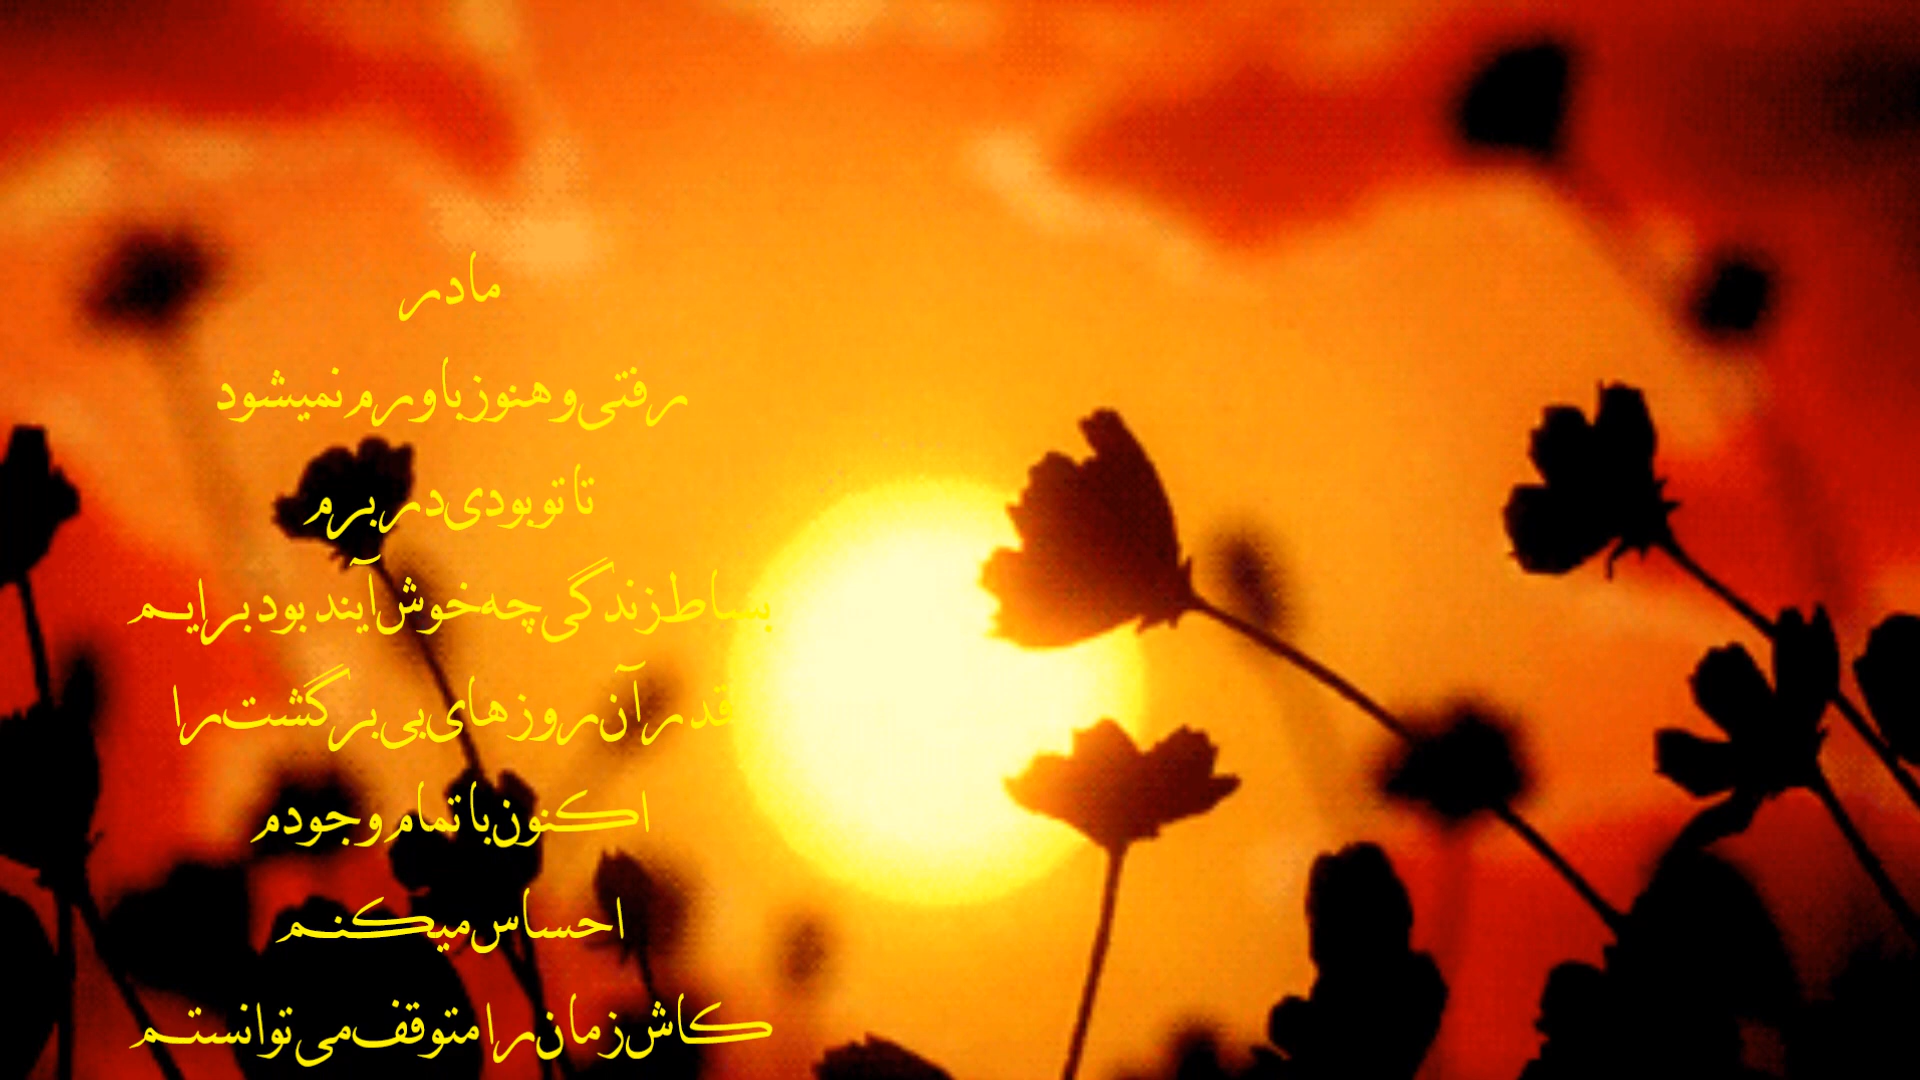 مادر
رفتی و هنوز باورم نمیشود
تا تو بودی در برم
بساط زندگی چه خوش آیند بود برایم
قدر آن روزهای بی برگشت را
اکنون با تمام وجودم
احساس میکنم
کاش زمان را متوقف می توانستم